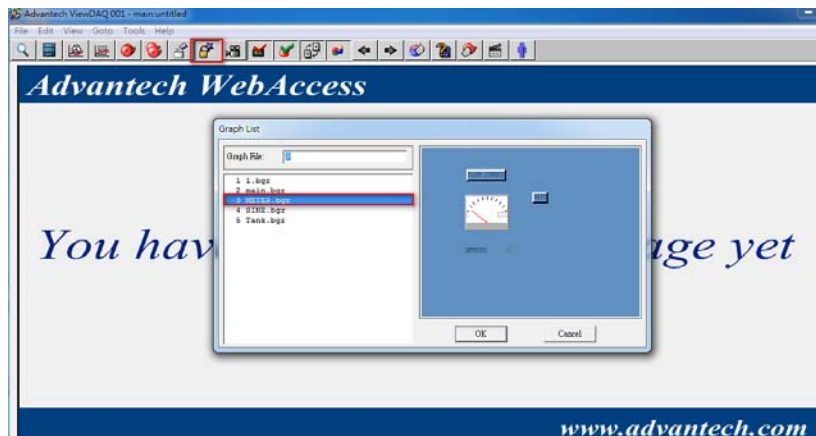 Advantech ViewDAQ 001 - main:untitled
File Edit View Goto Tools Help
Advantech WebAccess
Graph List
Graph File:
1 1.bgr
2 main.bgr
3 METER.bgr
4 SINE.bgr
5 Tank.bgr
You hav
age yet
OK Cancel
www.advantech.com